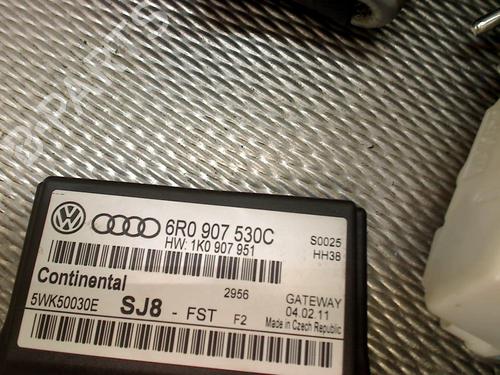 B-PARTS
6R0 907 530C
HW: 1K0 907 951
S0025
HH38
Continental
2956
5WK50030E
SJ8 - FST F2
GATEWAY
04.02.11
Made in Czech Republic